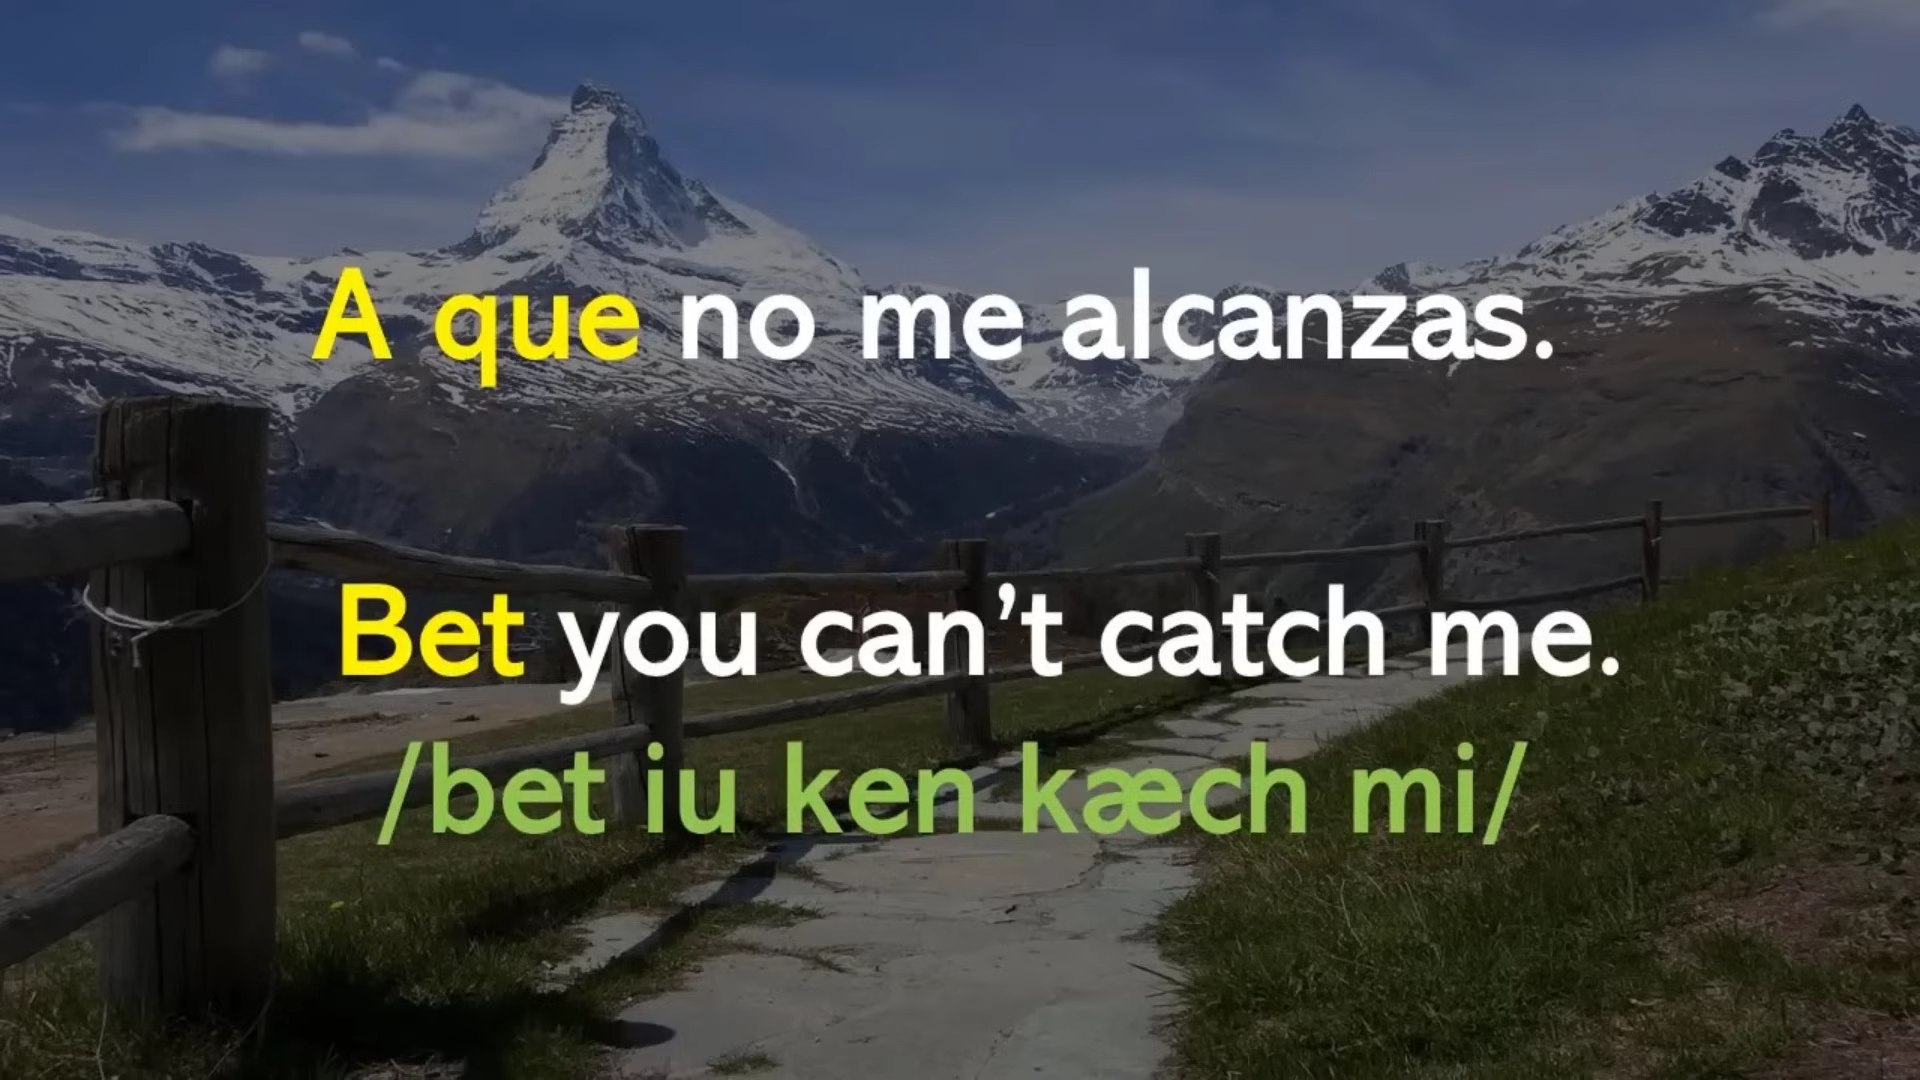 A que no me alcanzas.
Bet you can’t catch me.
/bet iu ken kæch mi/